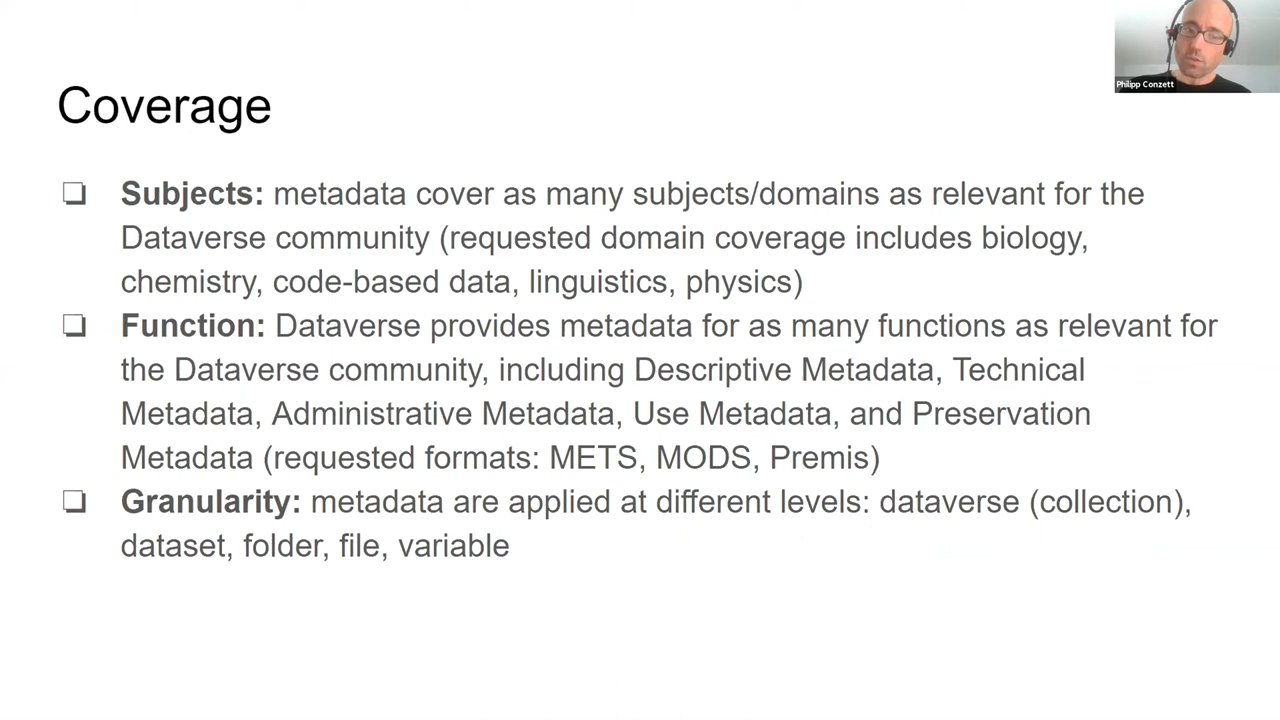 Philipp Conzett
Coverage
❏ Subjects: metadata cover as many subjects/domains as relevant for the
Dataverse community (requested domain coverage includes biology,
chemistry, code-based data, linguistics, physics)
❏ Function: Dataverse provides metadata for as many functions as relevant for
the Dataverse community, including Descriptive Metadata, Technical
Metadata, Administrative Metadata, Use Metadata, and Preservation
Metadata (requested formats: METS, MODS, Premis)
❏ Granularity: metadata are applied at different levels: dataverse (collection),
dataset, folder, file, variable